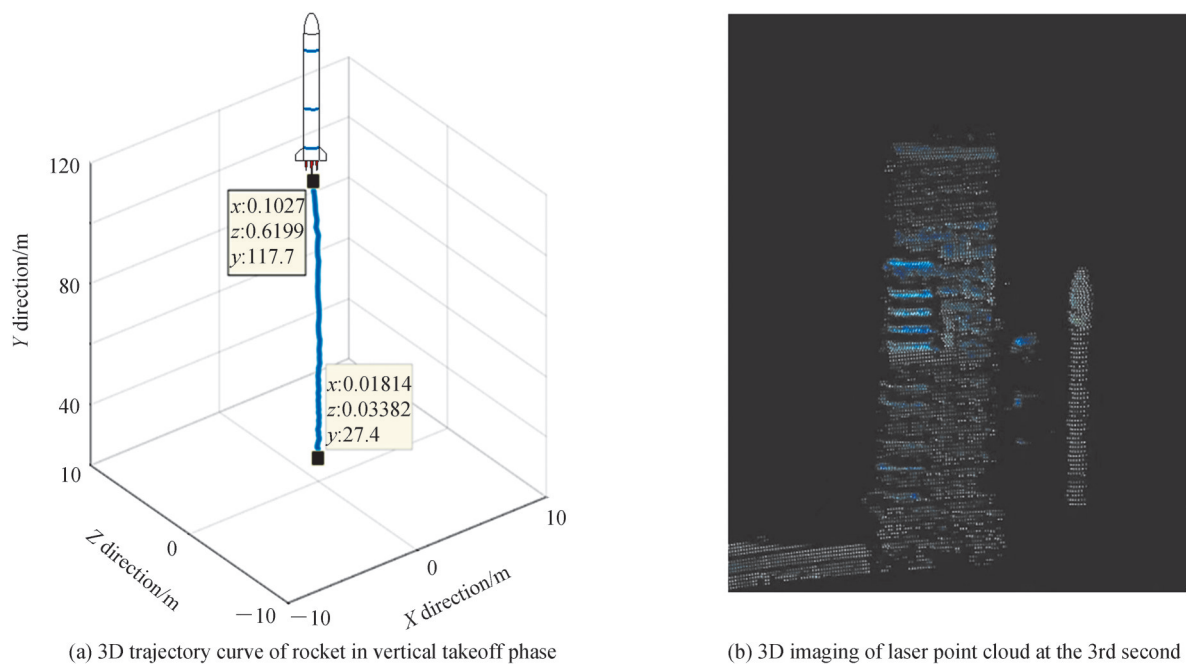 120
80
40
10
0
−10
−10
0
10
Y direction/m
Z direction/m
X direction/m
x:0.1027
z:0.6199
y:117.7
x:0.01814
z:0.03382
y:27.4
(a) 3D trajectory curve of rocket in vertical takeoff phase
(b) 3D imaging of laser point cloud at the 3rd second